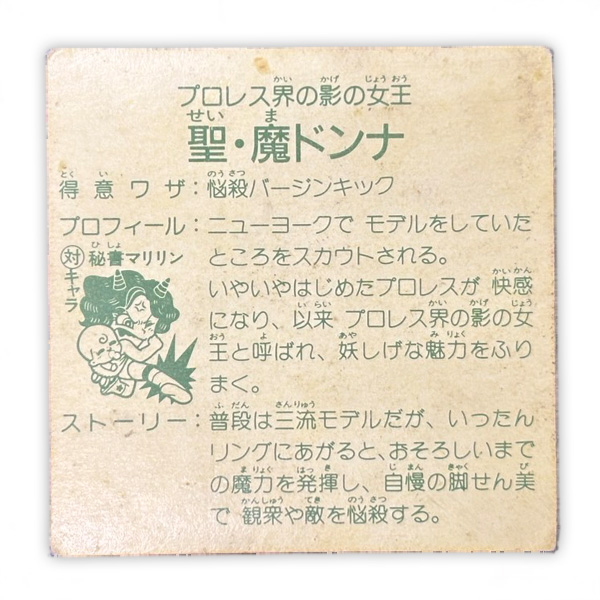 プロレス界の影の女王
聖・魔ドンナ
得意ワザ：悩殺バージンキック
プロフィール：ニューヨークで モデルをしていた
ところをスカウトされる。
いやいやはじめたプロレスが 快感
になり、以来 プロレス界の影の女
王と呼ばれ、妖しげな魅力をふり
まく。
対キャラ 秘書マリリン
ストーリー：普段は三流モデルだが、いったん
リングにあがると、おそろしいまで
の魔力を発揮し、自慢の脚せん美
で 観衆や敵を悩殺する。